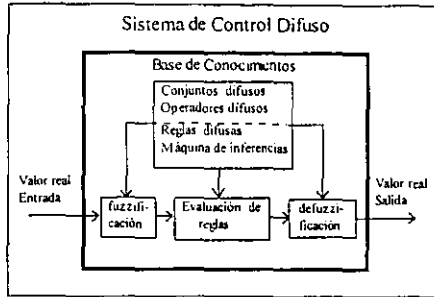 Sistema de Control Difuso
Base de Conocimientos
Conjuntos difusos
Operadores difusos
Reglas difusas
Máquina de inferencias
Valor real
Entrada
fuzzifi-
cación
Evaluación de
reglas
defuzzi-
ficación
Valor real
Salida